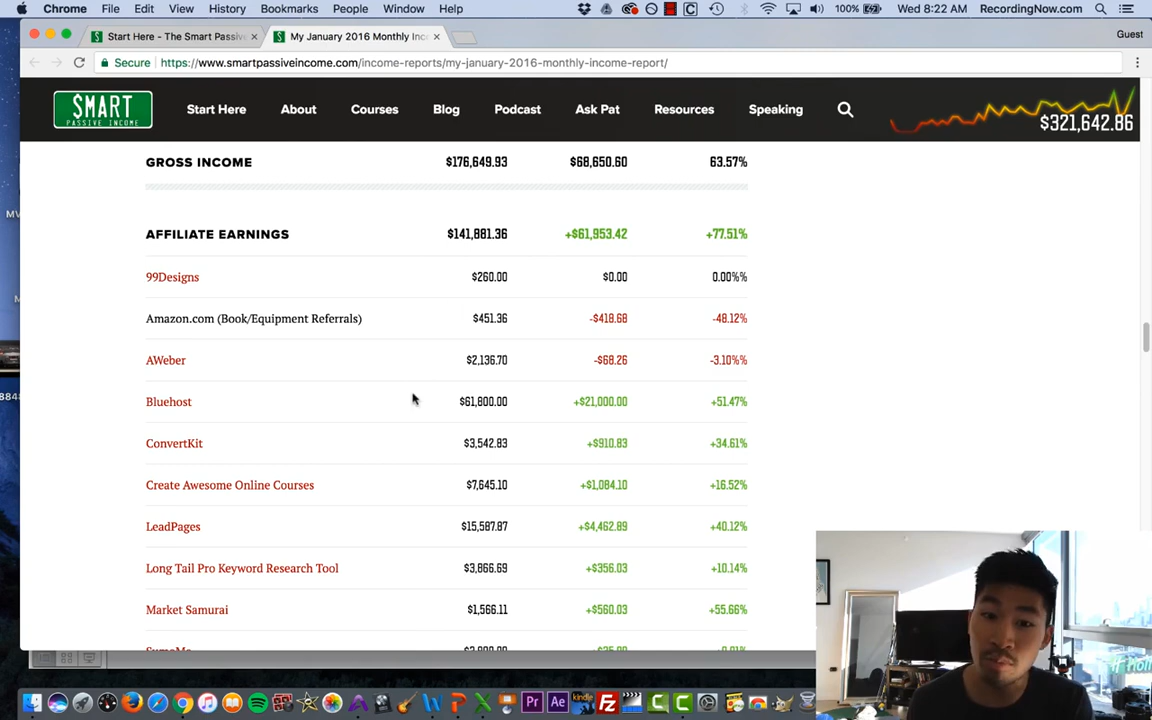 Chrome File Edit View History Bookmarks People Window Help 100% Wed 8:22 AM RecordingNow.com
Start Here - The Smart Passive My January 2016 Monthly Inc Guest
Secure https://www.smartpassiveincome.com/income-reports/my-january-2016-monthly-income-report/
$MART
PASSIVE INCOME
Start Here About Courses Blog Podcast Ask Pat Resources Speaking
$321,642.86
GROSS INCOME $176,649.93 $68,650.60 63.57%
AFFILIATE EARNINGS $141,881.36 +$61,953.42 +77.51%
99Designs $260.00 $0.00 0.00%%
Amazon.com (Book/Equipment Referrals) $451.36 -$418.68 -48.12%
AWeber $2,136.70 -$68.26 -3.10%%
Bluehost $61,800.00 +$21,000.00 +51.47%
ConvertKit $3,542.83 +$910.83 +34.61%
Create Awesome Online Courses $7,645.10 +$1,084.10 +16.52%
LeadPages $15,587.87 +$4,462.89 +40.12%
Long Tail Pro Keyword Research Tool $3,866.69 +$356.03 +10.14%
Market Samurai $1,566.11 +$560.03 +55.66%